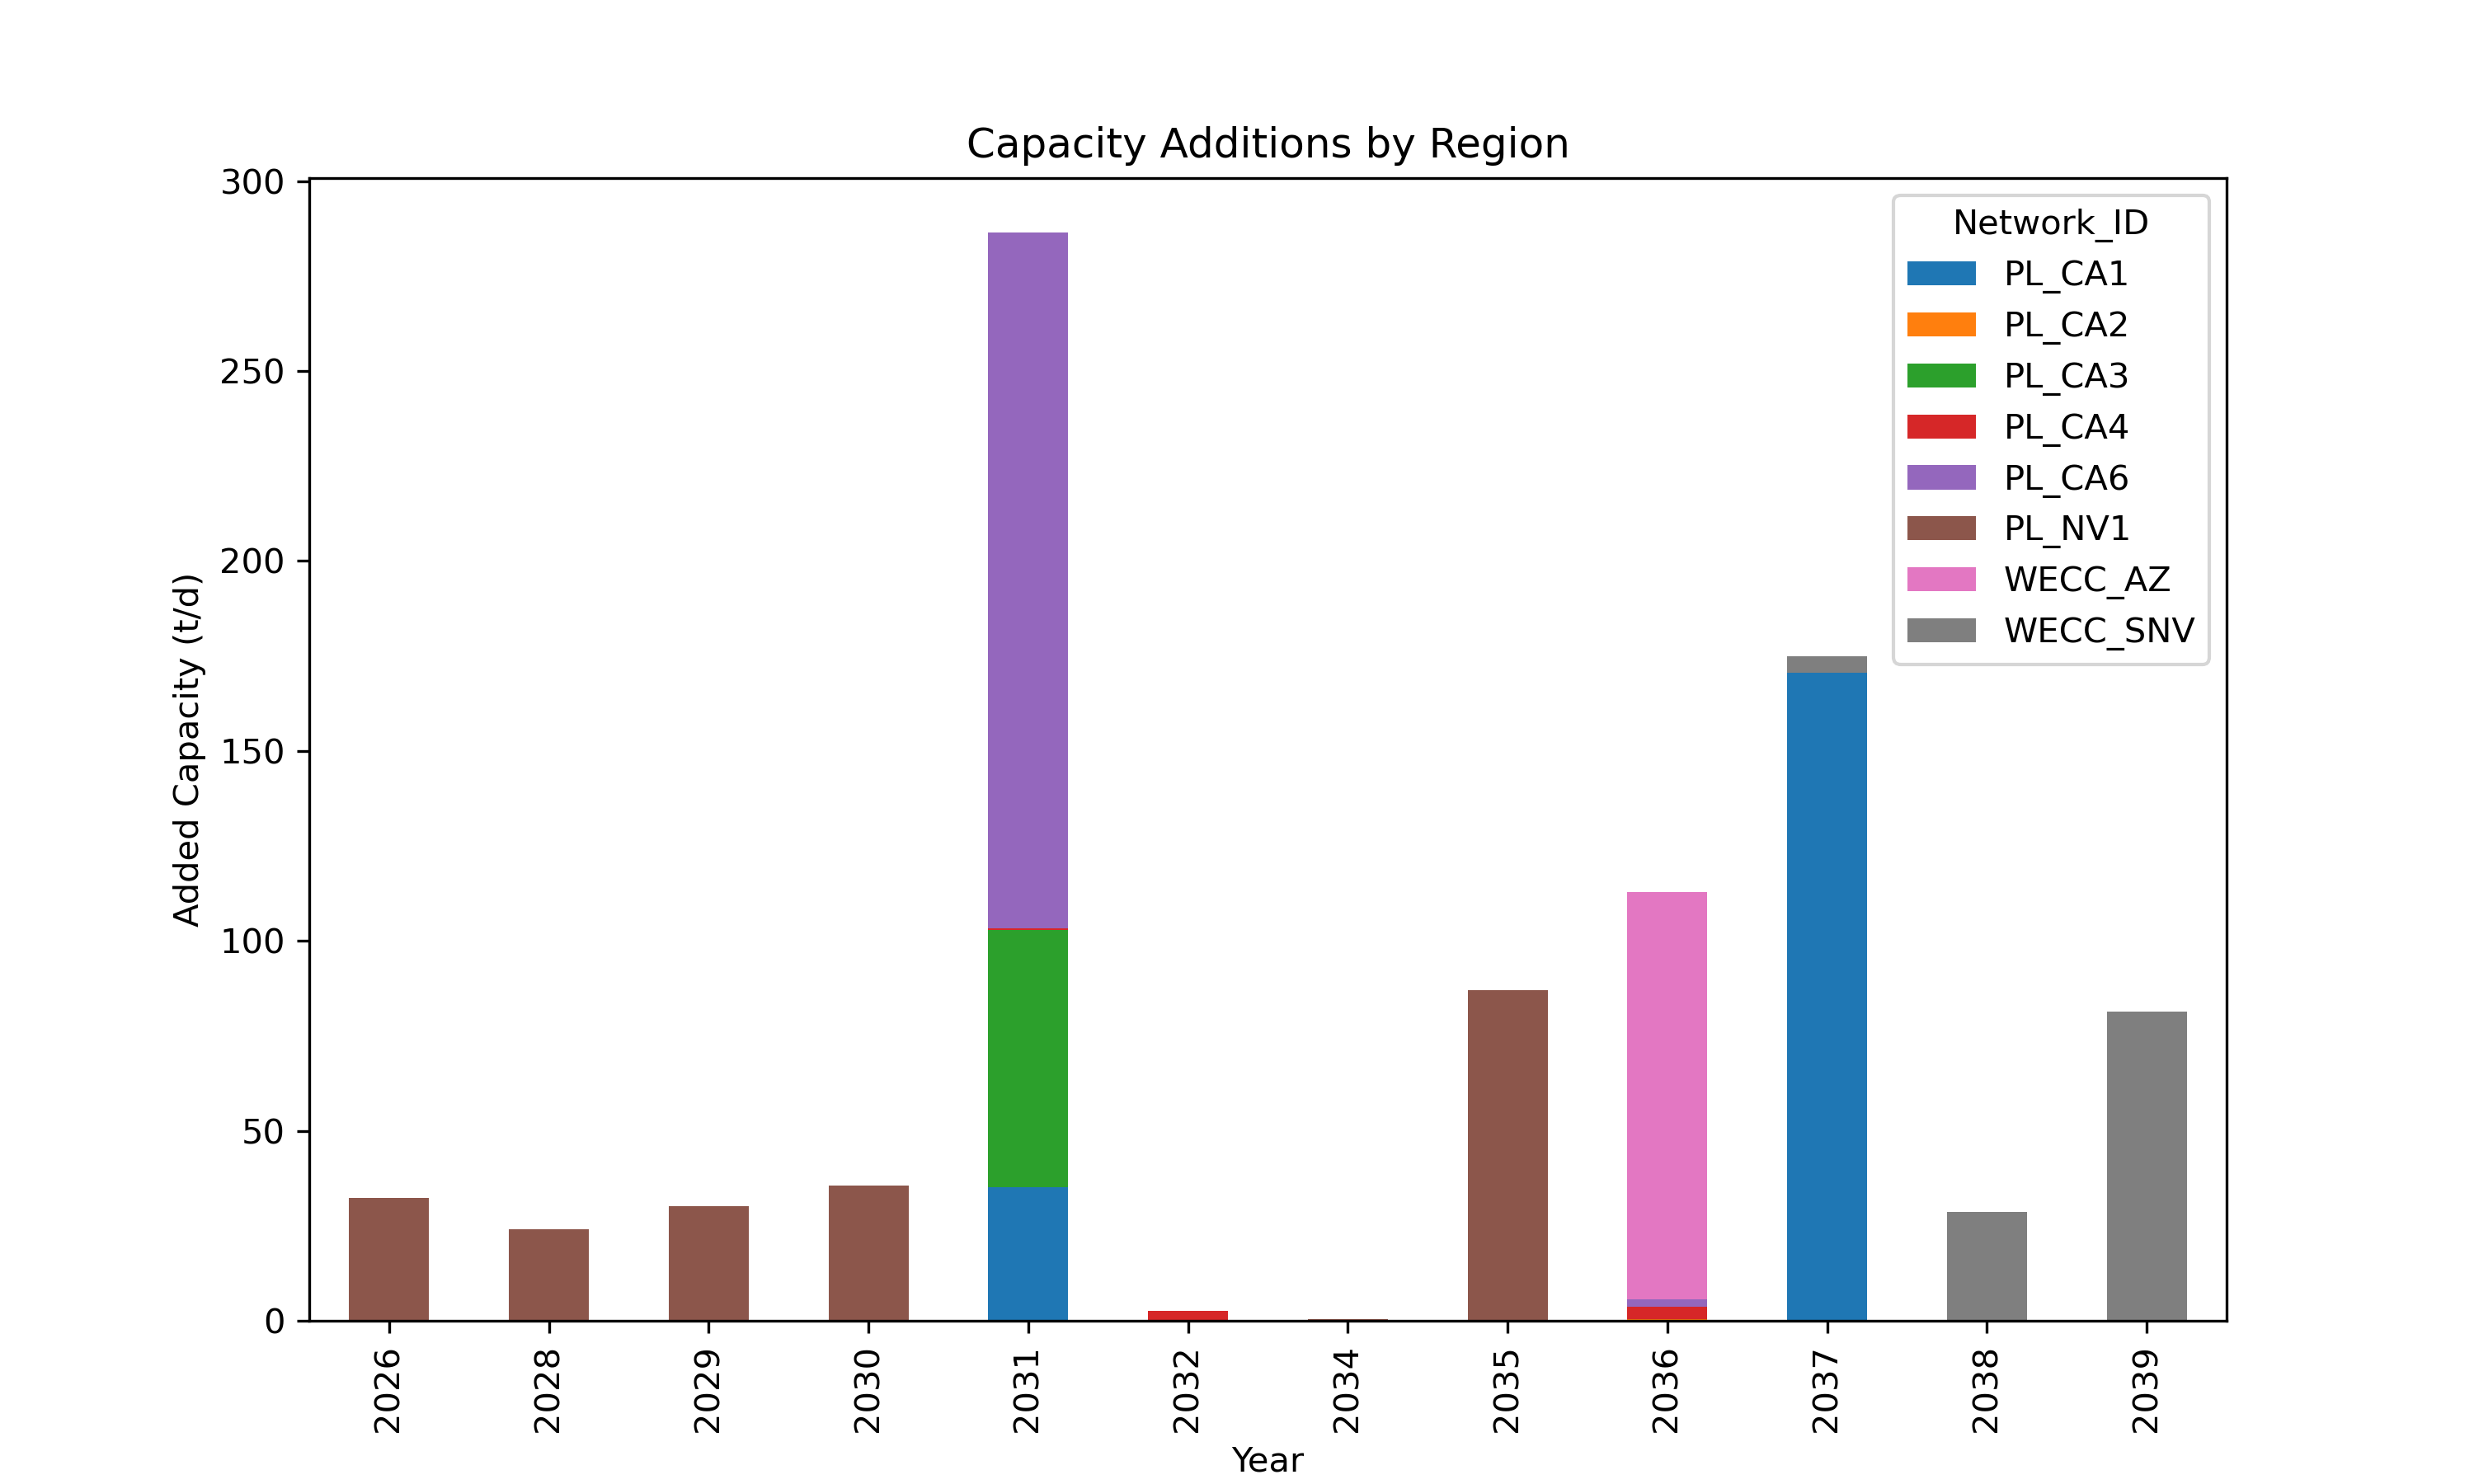 Capacity Additions by Region
Added Capacity (t/d)
300
250
200
150
100
50
0
Network_ID
PL_CA1
PL_CA2
PL_CA3
PL_CA4
PL_CA6
PL_NV1
WECC_AZ
WECC_SNV
2026 2028 2029 2030 2031 2032 2034 2035 2036 2037 2038 2039
Year